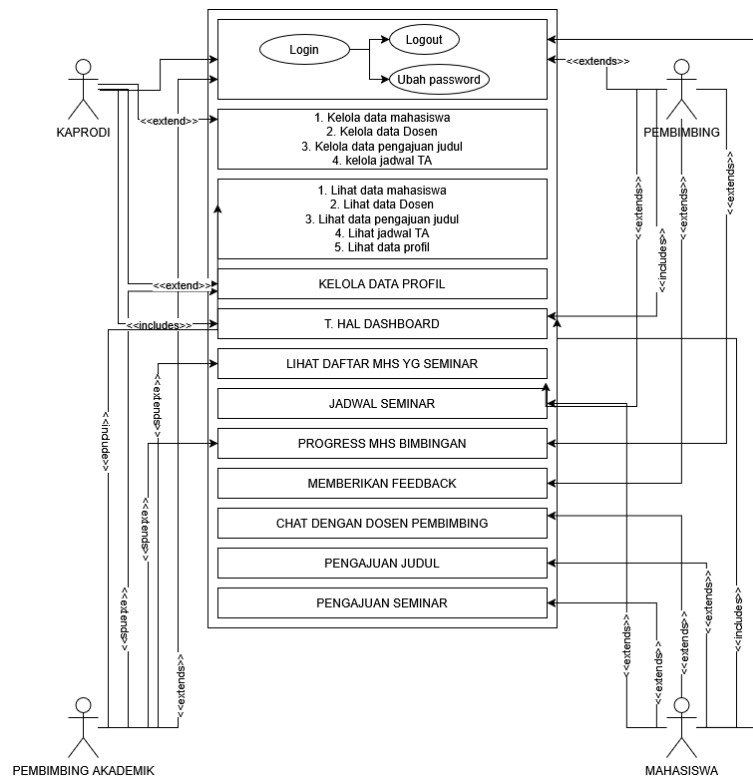 Login
Logout
Ubah password
<<extends>>
KAPRODI
PEMBIMBING
<<extend>>
1. Kelola data mahasiswa
2. Kelola data Dosen
3. Kelola data pengajuan judul
4. kelola jadwal TA
1. Lihat data mahasiswa
2. Lihat data Dosen
3. Lihat data pengajuan judul
4. Lihat jadwal TA
5. Lihat data profil
<<extends>>
<<extends>>
<<extends>>
<<includes>>
<<extend>>
KELOLA DATA PROFIL
<<includes>>
T. HAL DASHBOARD
LIHAT DAFTAR MHS YG SEMINAR
<<extends>>
JADWAL SEMINAR
<<include>>
PROGRESS MHS BIMBINGAN
MEMBERIKAN FEEDBACK
<<extends>>
CHAT DENGAN DOSEN PEMBIMBING
PENGAJUAN JUDUL
PENGAJUAN SEMINAR
<<extends>>
<<extends>>
<<extends>>
<<extends>>
<<extends>>
<<extends>>
<<includes>>
PEMBIMBING AKADEMIK
MAHASISWA